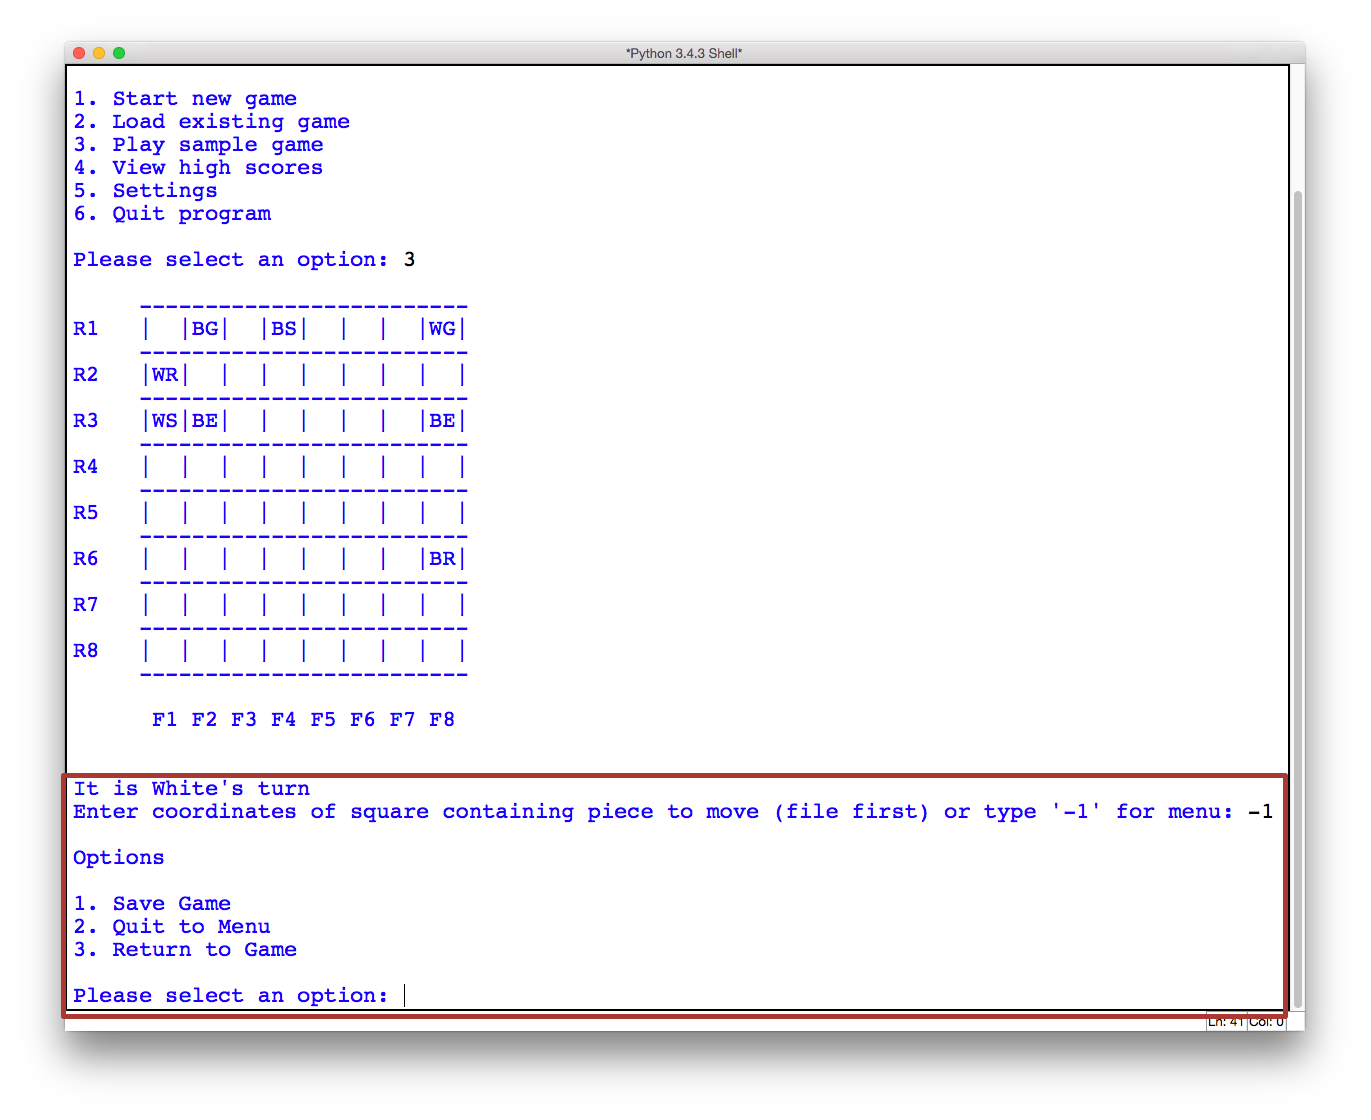 *Python 3.4.3 Shell*
1. Start new game
2. Load existing game
3. Play sample game
4. View high scores
5. Settings
6. Quit program
Please select an option: 3
-------------------------
R1 | |BG| |BS| | | |WG|
-------------------------
R2 |WR| | | | | | | |
-------------------------
R3 |WS|BE| | | | | |BE|
-------------------------
R4 | | | | | | | | |
-------------------------
R5 | | | | | | | | |
-------------------------
R6 | | | | | | | |BR|
-------------------------
R7 | | | | | | | | |
-------------------------
R8 | | | | | | | | |
-------------------------
F1 F2 F3 F4 F5 F6 F7 F8
It is White's turn
Enter coordinates of square containing piece to move (file first) or type '-1' for menu: -1
Options
1. Save Game
2. Quit to Menu
3. Return to Game
Please select an option:
Ln: 41 Col: 0